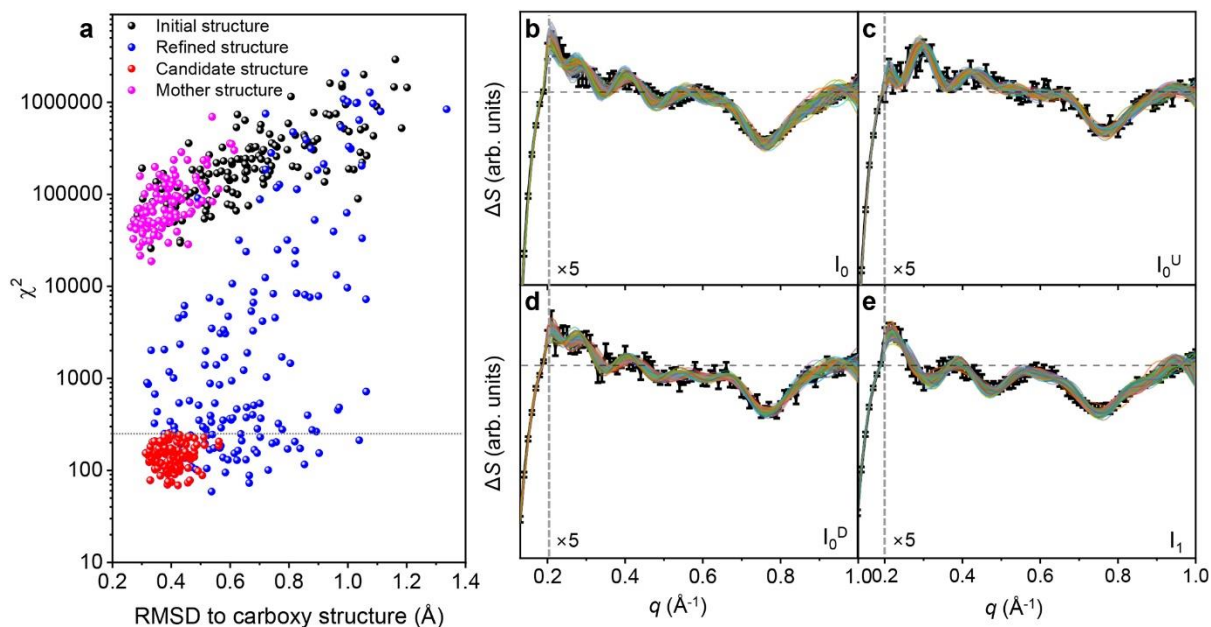 a
Initial structure
Refined structure
Candidate structure
Mother structure
1000000
100000
10000
1000
100
10
χ²
0.2 0.4 0.6 0.8 1.0 1.2 1.4
RMSD to carboxy structure (Å)
b
×5
I₀
c
×5
I₀ᵁ
d
×5
I₀ᴰ
e
×5
I₁
ΔS (arb. units)
ΔS (arb. units)
0.2 0.4 0.6 0.8 1.0
0.2 0.4 0.6 0.8 1.0
q (Å⁻¹)
q (Å⁻¹)